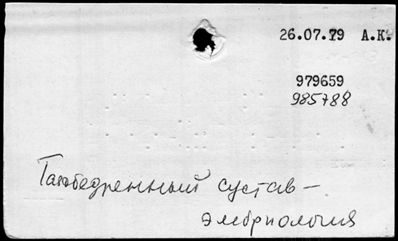 26.07.79 А.К.
979659
985788
Тазобедренный сустав –
эмбриология